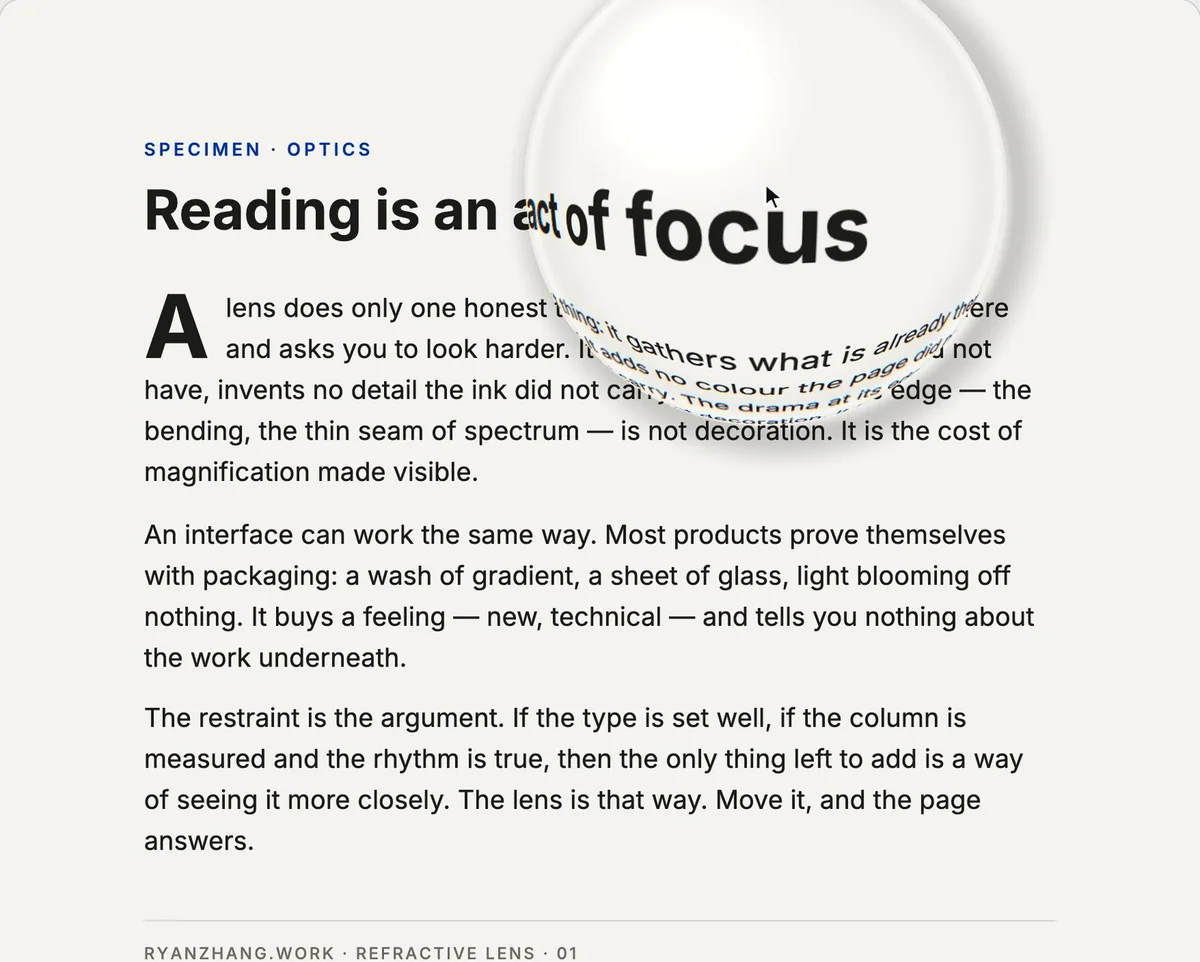 SPECIMEN · OPTICS
Reading is an act of focus
A lens does only one honest thing: it gathers what is already there
and asks you to look harder. It adds no colour the page did not
have, invents no detail the ink did not carry. The drama at its edge — the
bending, the thin seam of spectrum — is not decoration. It is the cost of
magnification made visible.
An interface can work the same way. Most products prove themselves
with packaging: a wash of gradient, a sheet of glass, light blooming off
nothing. It buys a feeling — new, technical — and tells you nothing about
the work underneath.
The restraint is the argument. If the type is set well, if the column is
measured and the rhythm is true, then the only thing left to add is a way
of seeing it more closely. The lens is that way. Move it, and the page
answers.
RYANZHANG.WORK · REFRACTIVE LENS · 01